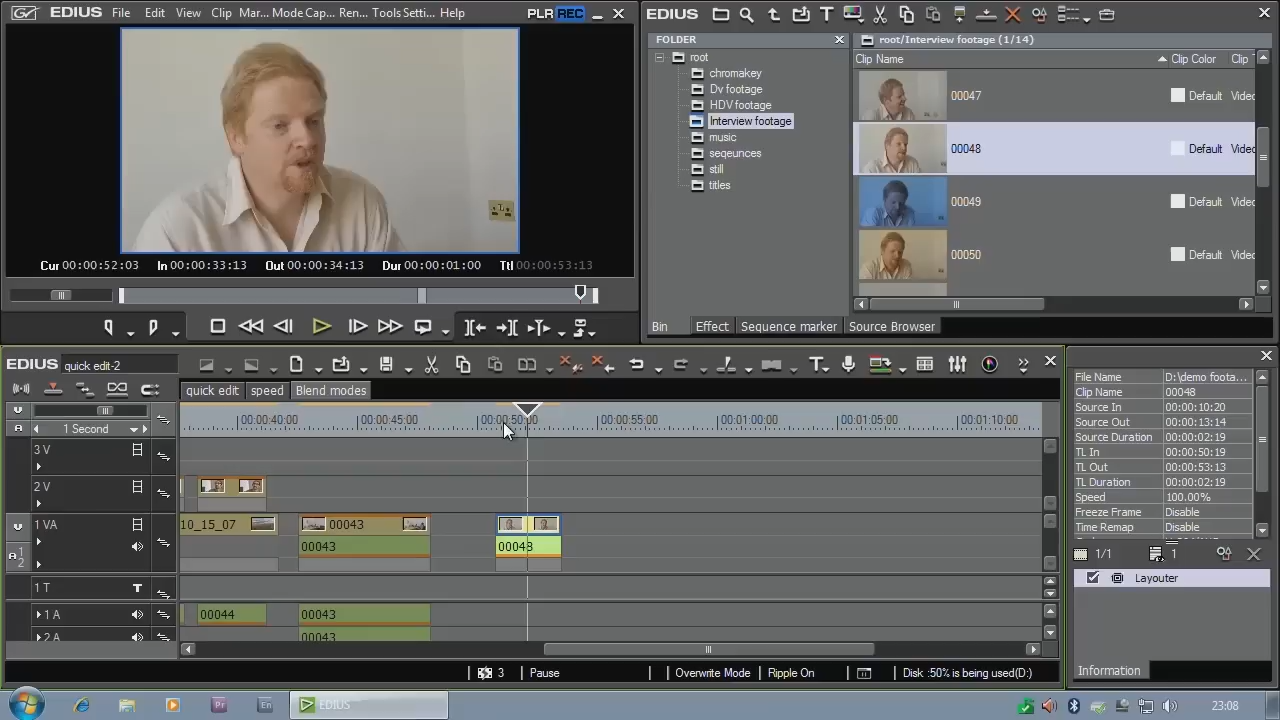 File Edit View Clip Mar... Mode Cap... Ren... Tools Setti... Help PLR REC
Cur 00:00:52:03 In 00:00:33:13 Out 00:00:34:13 Dur 00:00:01:00 Ttl 00:00:53:13
EDIUS
FOLDER
root
chromakey
Dv footage
HDV footage
Interview footage
music
seqeunces
still
titles
root/Interview footage (1/14)
Clip Name Clip Color Clip T
00047 Default Video
00048 Default Video
00049 Default Video
00050 Default Video
Bin Effect Sequence marker Source Browser
EDIUS quick edit-2
quick edit speed Blend modes
1 Second
00:00:40:00 00:00:45:00 00:00:50:00 00:00:55:00 00:01:00:00 00:01:05:00 00:01:10:00
3 V
2 V
1 VA 10_15_07 00043
00043 00048
1 T T
1 A 00044 00043
2 A 00043
3 Pause Overwrite Mode Ripple On Disk :50% is being used(D:)
File Name D:\demo foota...
Clip Name 00048
Source In 00:00:10:20
Source Out 00:00:13:14
Source Duration 00:00:02:19
TL In 00:00:50:19
TL Out 00:00:53:13
TL Duration 00:00:02:19
Speed 100.00%
Freeze Frame Disable
Time Remap Disable
1/1 1
Layouter
Information
Pr En EDIUS 23:08